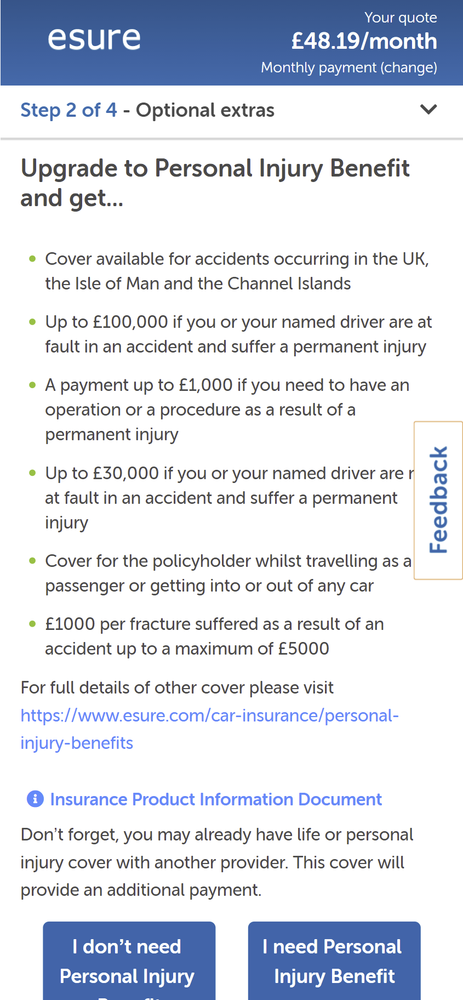 esure
Your quote
£48.19/month
Monthly payment (change)
Step 2 of 4 - Optional extras
Upgrade to Personal Injury Benefit
and get...
Cover available for accidents occurring in the UK,
the Isle of Man and the Channel Islands
Up to £100,000 if you or your named driver are at
fault in an accident and suffer a permanent injury
A payment up to £1,000 if you need to have an
operation or a procedure as a result of a
permanent injury
Up to £30,000 if you or your named driver are
at fault in an accident and suffer a permanent
injury
Cover for the policyholder whilst travelling as a
passenger or getting into or out of any car
£1000 per fracture suffered as a result of an
accident up to a maximum of £5000
Feedback
For full details of other cover please visit
https://www.esure.com/car-insurance/personal-
injury-benefits
Insurance Product Information Document
Don't forget, you may already have life or personal
injury cover with another provider. This cover will
provide an additional payment.
I don't need
Personal Injury
I need Personal
Injury Benefit